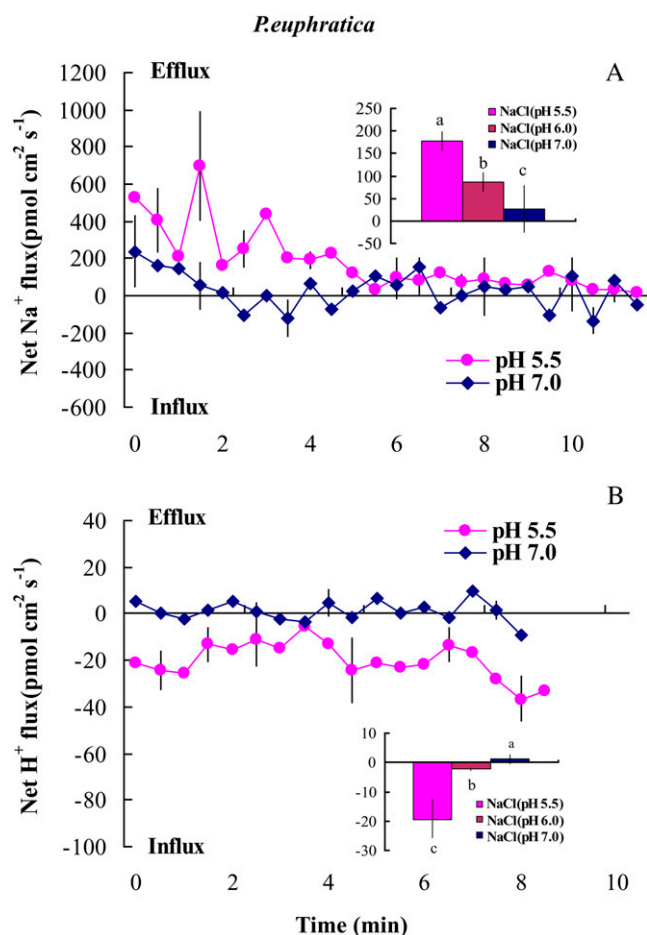 P.euphratica
A
Efflux
1200
1000
800
600
400
200
0
-200
-400
-600
Net Na+ flux(pmol cm-2 s-1)
250
200
150
100
50
0
-50
a
b
c
NaCl(pH 5.5)
NaCl(pH 6.0)
NaCl(pH 7.0)
pH 5.5
pH 7.0
Influx
0 2 4 6 8 10
B
Efflux
40
20
0
-20
-40
-60
-80
-100
Net H+ flux(pmol cm-2 s-1)
pH 5.5
pH 7.0
10
0
-10
-20
-30
a
b
c
NaCl(pH 5.5)
NaCl(pH 6.0)
NaCl(pH 7.0)
Influx
0 2 4 6 8 10
Time (min)